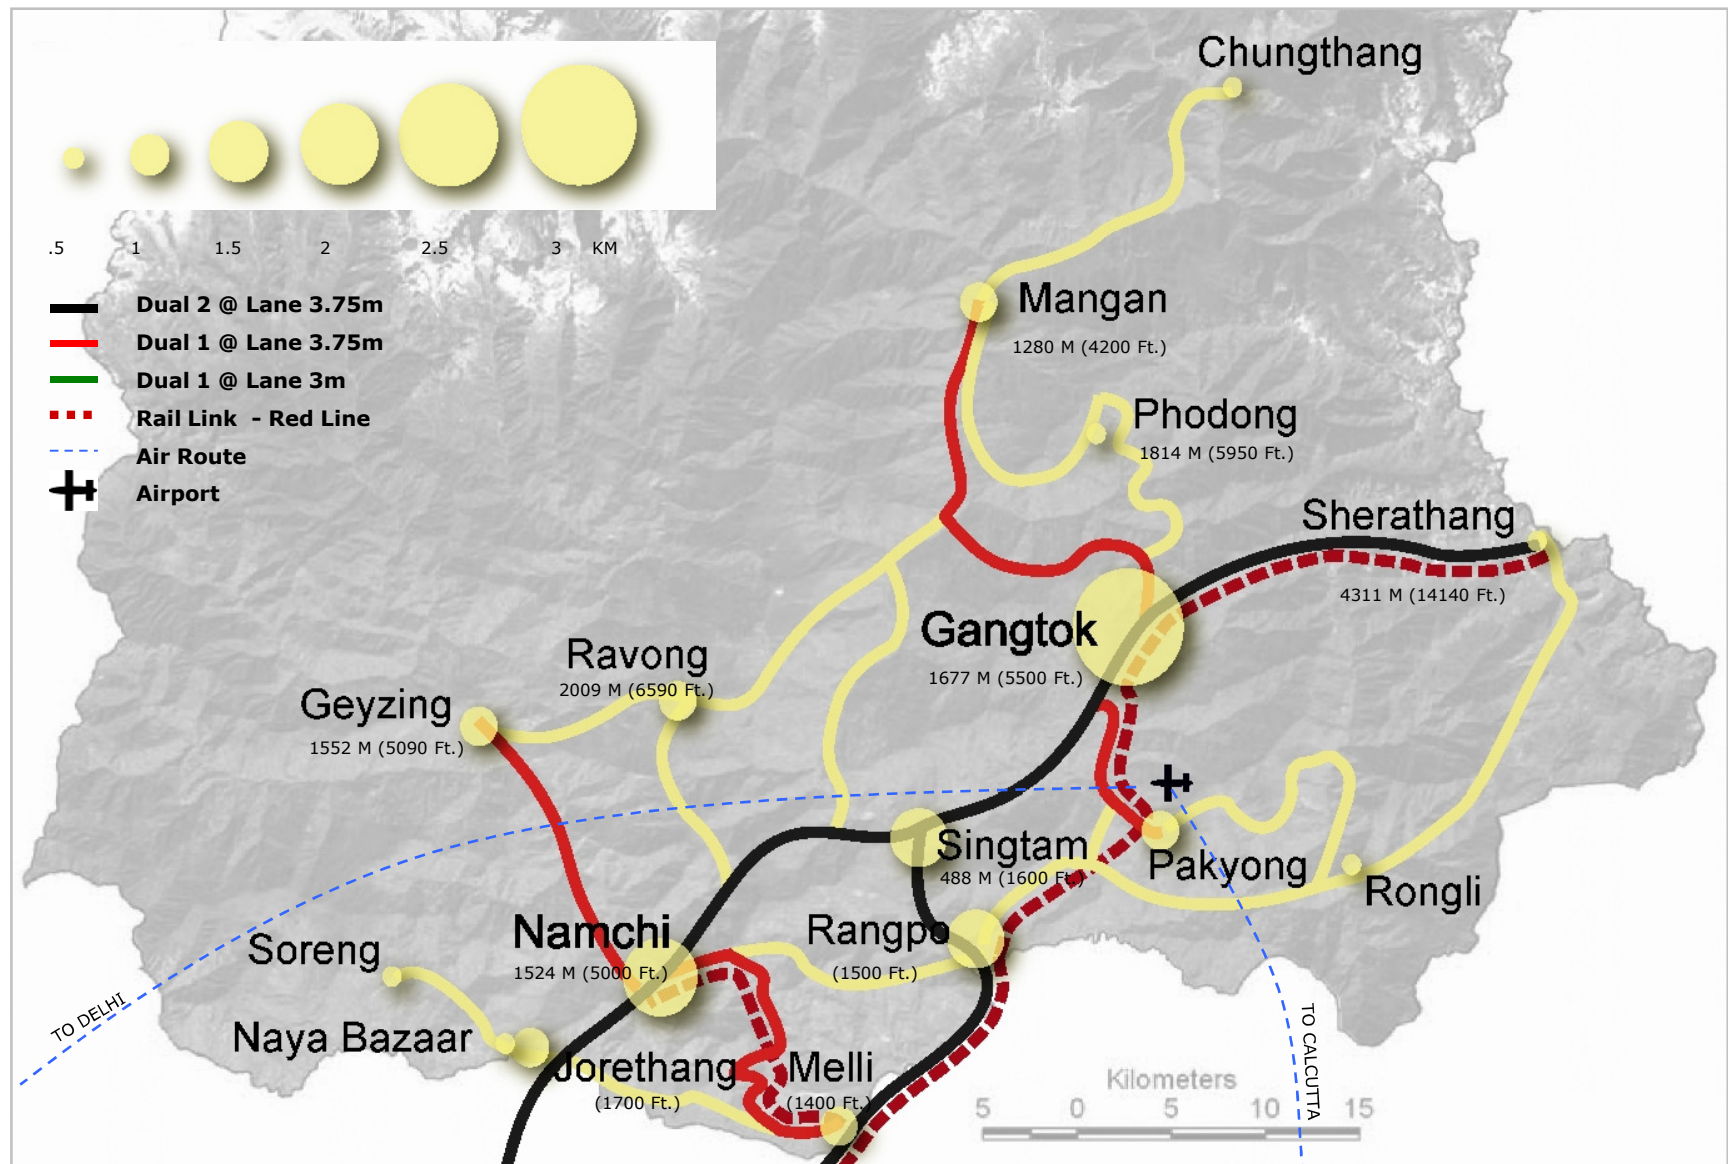 Chungthang
.5 1 1.5 2 2.5 3 KM
Dual 2 @ Lane 3.75m
Dual 1 @ Lane 3.75m
Dual 1 @ Lane 3m
Rail Link - Red Line
Air Route
Airport
Mangan
1280 M (4200 Ft.)
Phodong
1814 M (5950 Ft.)
Sherathang
4311 M (14140 Ft.)
Gangtok
1677 M (5500 Ft.)
Ravong
2009 M (6590 Ft.)
Geyzing
1552 M (5090 Ft.)
Singtam
488 M (1600 Ft.)
Pakyong
Rongli
Namchi
1524 M (5000 Ft.)
Rangpo
(1500 Ft.)
Soreng
TO DELHI
Naya Bazaar
Jorethang
(1700 Ft.)
Melli
(1400 Ft.)
TO CALCUTTA
Kilometers
5 0 5 10 15